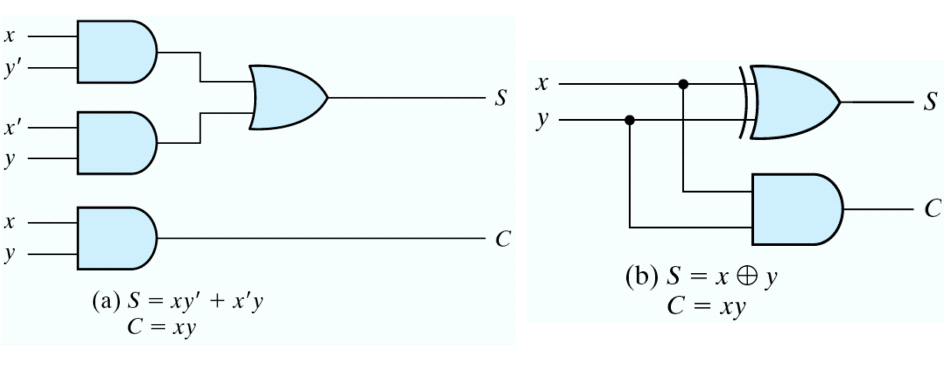 x
y'
x'
y
S
x
y
C
(a) S = xy' + x'y
C = xy
x
y
S
C
(b) S = x ⊕ y
C = xy